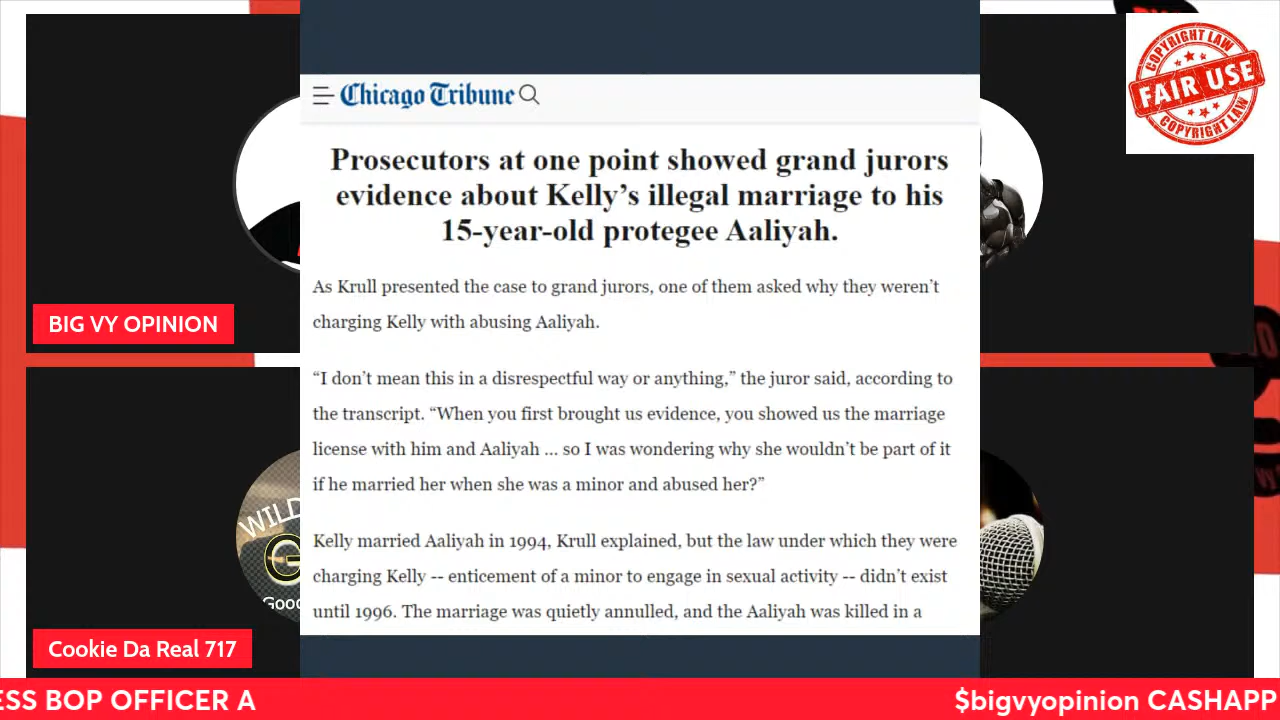 COPYRIGHT LAW
FAIR USE
COPYRIGHT LAW
Chicago Tribune
Prosecutors at one point showed grand jurors
evidence about Kelly’s illegal marriage to his
15-year-old protegee Aaliyah.
As Krull presented the case to grand jurors, one of them asked why they weren’t
charging Kelly with abusing Aaliyah.
“I don’t mean this in a disrespectful way or anything,” the juror said, according to
the transcript. “When you first brought us evidence, you showed us the marriage
license with him and Aaliyah ... so I was wondering why she wouldn’t be part of it
if he married her when she was a minor and abused her?”
Kelly married Aaliyah in 1994, Krull explained, but the law under which they were
charging Kelly -- enticement of a minor to engage in sexual activity -- didn’t exist
until 1996. The marriage was quietly annulled, and the Aaliyah was killed in a
BIG VY OPINION
WILD
G
Good
Cookie Da Real 717
ESS BOP OFFICER A
$bigvyopinion CASHAPP